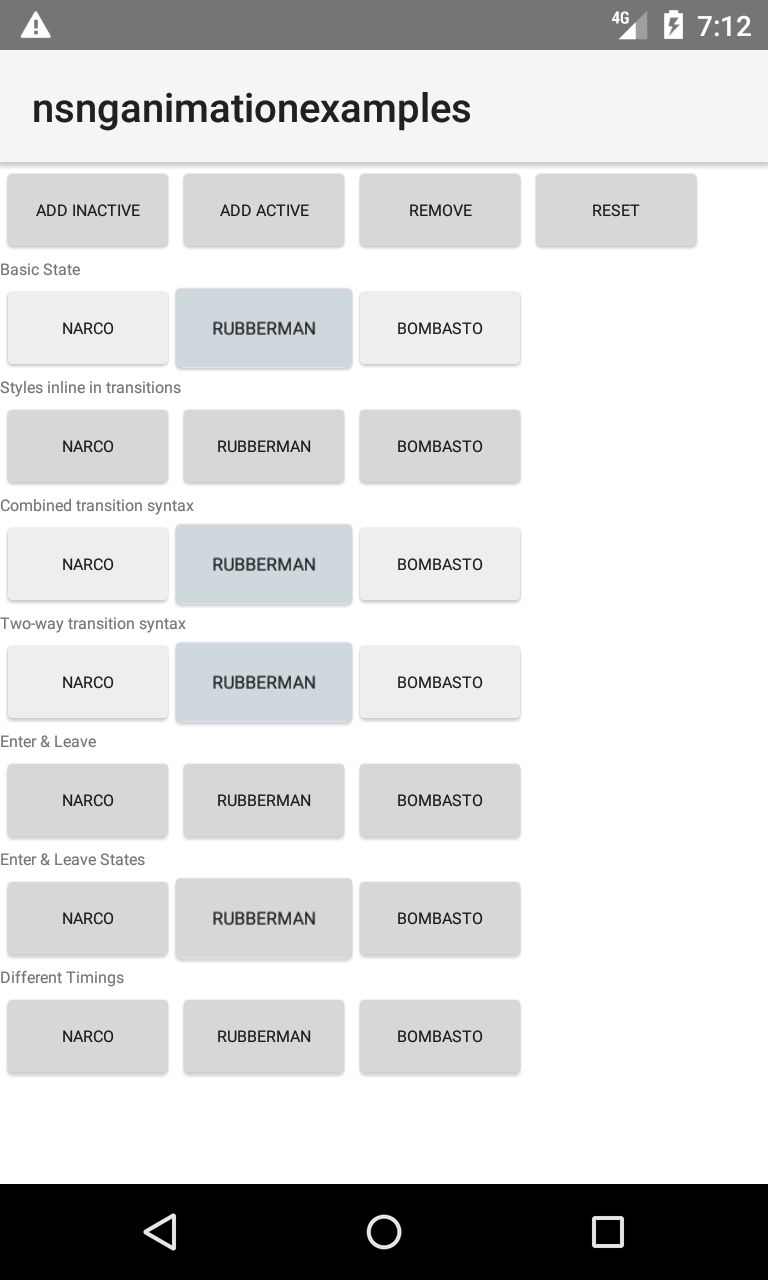 4G 7:12
nsnganimationexamples
ADD INACTIVE ADD ACTIVE REMOVE RESET
Basic State
NARCO RUBBERMAN BOMBASTO
Styles inline in transitions
NARCO RUBBERMAN BOMBASTO
Combined transition syntax
NARCO RUBBERMAN BOMBASTO
Two-way transition syntax
NARCO RUBBERMAN BOMBASTO
Enter & Leave
NARCO RUBBERMAN BOMBASTO
Enter & Leave States
NARCO RUBBERMAN BOMBASTO
Different Timings
NARCO RUBBERMAN BOMBASTO